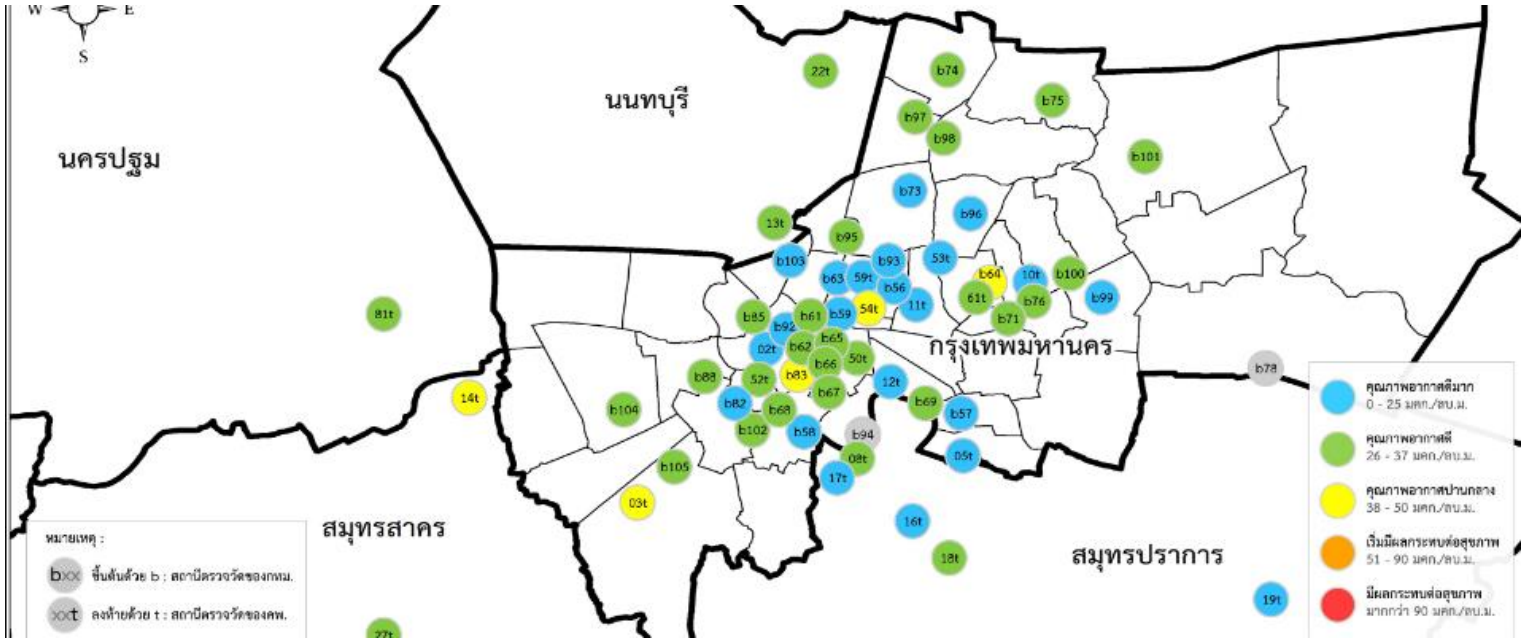 W E
S
22t
b74
b75
นนทบุรี
b97
b98
นครปฐม
b101
b73
b96
13t
b95
b103
b93
53t
b63
59t
b56
b64
10t
b100
81t
b85
b61
b59
54t
11t
61t
b76
b99
b71
b92
02t
b62
b65
กรุงเทพมหานคร
b66
50t
b78
b88
52t
b83
12t
14t
b104
b82
b68
b67
b69
b57
b102
b58
b94
b105
08t
05t
03t
17t
สมุทรสาคร
16t
18t
สมุทรปราการ
19t
27t
คุณภาพอากาศดีมาก
0 - 25 มคก./ลบ.ม.
คุณภาพอากาศดี
26 - 37 มคก./ลบ.ม.
คุณภาพอากาศปานกลาง
38 - 50 มคก./ลบ.ม.
เริ่มมีผลกระทบต่อสุขภาพ
51 - 90 มคก./ลบ.ม.
มีผลกระทบต่อสุขภาพ
มากกว่า 90 มคก./ลบ.ม.
หมายเหตุ :
bxx ขึ้นต้นด้วย b : สถานีตรวจวัดของกทม.
xxt ลงท้ายด้วย t : สถานีตรวจวัดของคพ.